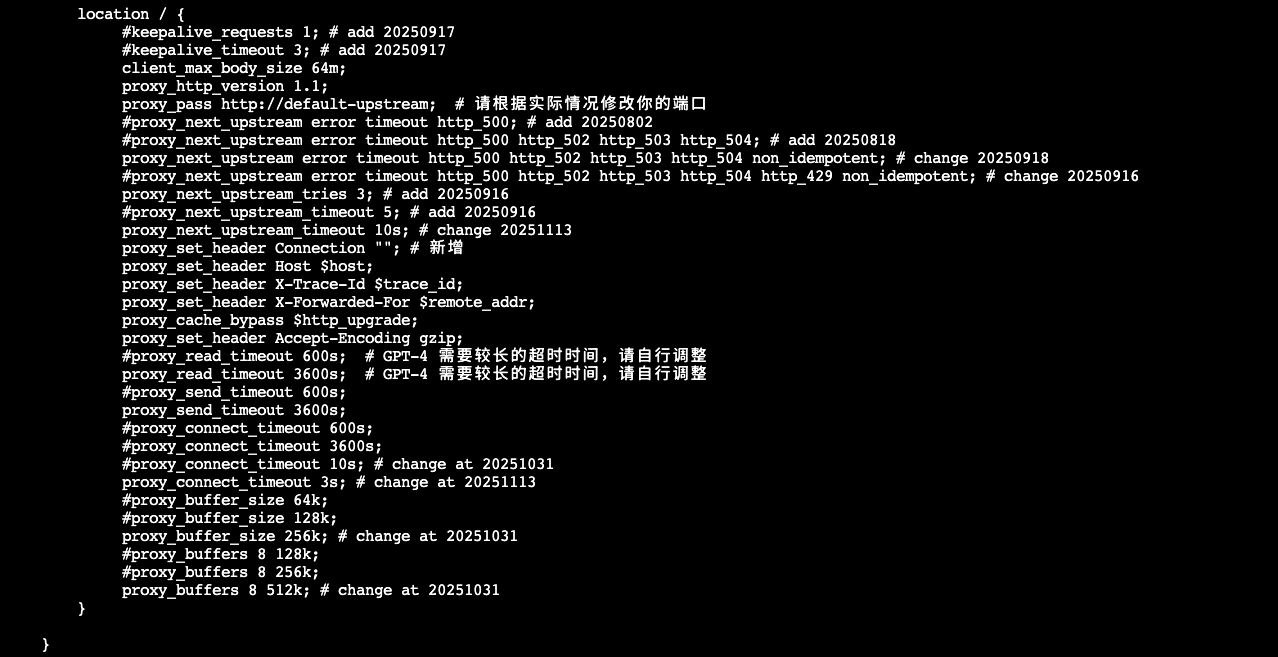 location / {
#keepalive_requests 1; # add 20250917
#keepalive_timeout 3; # add 20250917
client_max_body_size 64m;
proxy_http_version 1.1;
proxy_pass http://default-upstream;  # 请根据实际情况修改你的端口
#proxy_next_upstream error timeout http_500; # add 20250802
#proxy_next_upstream error timeout http_500 http_502 http_503 http_504; # add 20250818
proxy_next_upstream error timeout http_500 http_502 http_503 http_504 non_idempotent; # change 20250918
#proxy_next_upstream error timeout http_500 http_502 http_503 http_504 http_429 non_idempotent; # change 20250916
proxy_next_upstream_tries 3; # add 20250916
#proxy_next_upstream_timeout 5; # add 20250916
proxy_next_upstream_timeout 10s; # change 20251113
proxy_set_header Connection ""; # 新增
proxy_set_header Host $host;
proxy_set_header X-Trace-Id $trace_id;
proxy_set_header X-Forwarded-For $remote_addr;
proxy_cache_bypass $http_upgrade;
proxy_set_header Accept-Encoding gzip;
#proxy_read_timeout 600s;  # GPT-4 需要较长的超时时间，请自行调整
proxy_read_timeout 3600s;  # GPT-4 需要较长的超时时间，请自行调整
#proxy_send_timeout 600s;
proxy_send_timeout 3600s;
#proxy_connect_timeout 600s;
#proxy_connect_timeout 3600s;
#proxy_connect_timeout 10s; # change at 20251031
proxy_connect_timeout 3s; # change at 20251113
#proxy_buffer_size 64k;
#proxy_buffer_size 128k;
proxy_buffer_size 256k; # change at 20251031
#proxy_buffers 8 128k;
#proxy_buffers 8 256k;
proxy_buffers 8 512k; # change at 20251031
}
}